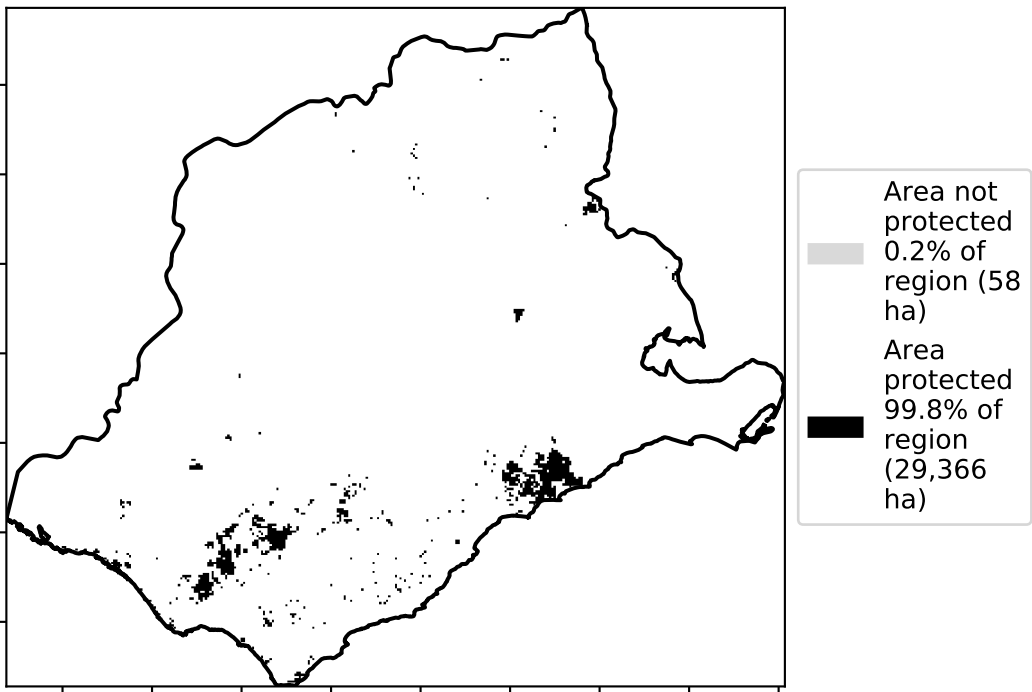 Area not
protected
0.2% of
region (58
ha)
Area
protected
99.8% of
region
(29,366
ha)